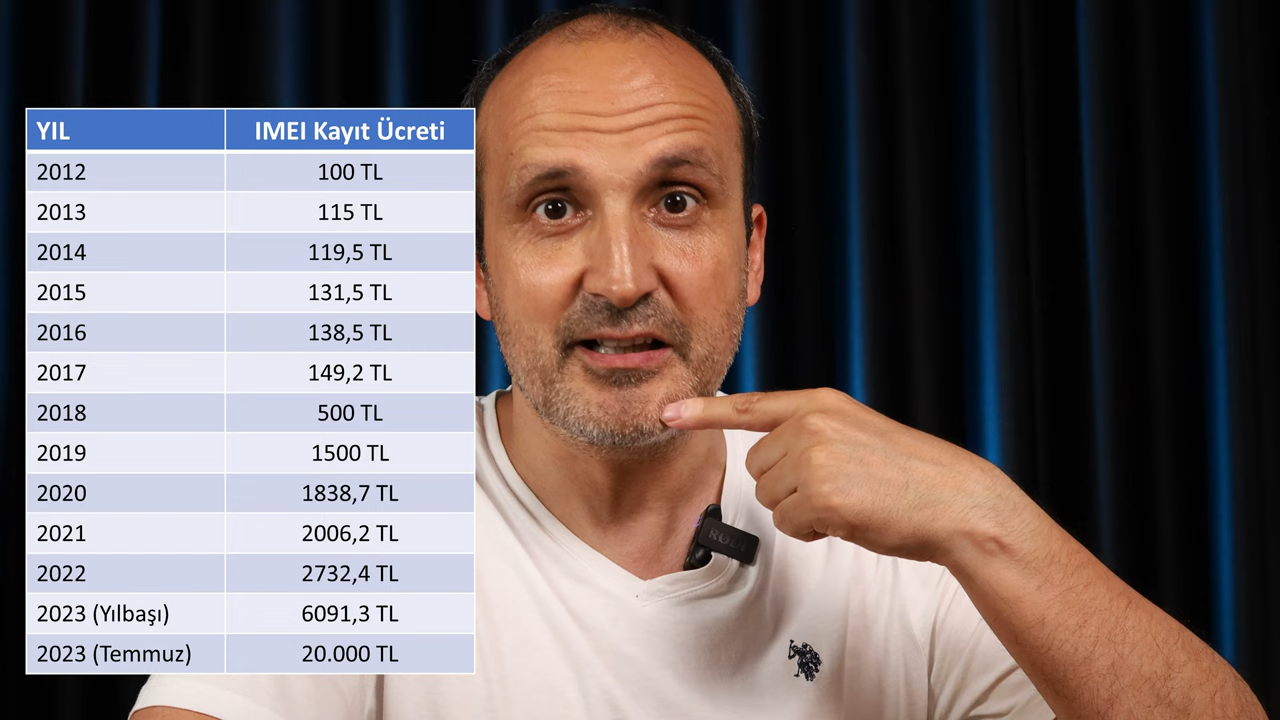 YIL IMEI Kayıt Ücreti
2012 100 TL
2013 115 TL
2014 119,5 TL
2015 131,5 TL
2016 138,5 TL
2017 149,2 TL
2018 500 TL
2019 1500 TL
2020 1838,7 TL
2021 2006,2 TL
2022 2732,4 TL
2023 (Yılbaşı) 6091,3 TL
2023 (Temmuz) 20.000 TL
RØDE